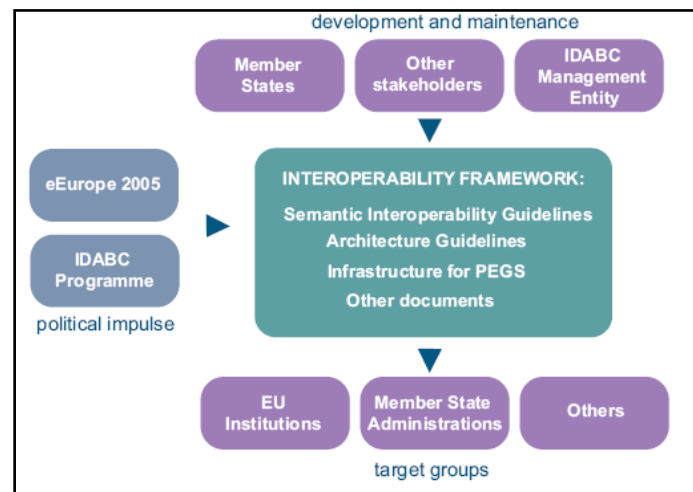 development and maintenance
Member
States
Other
stakeholders
IDABC
Management
Entity
eEurope 2005
IDABC
Programme
political impulse
INTEROPERABILITY FRAMEWORK:
Semantic Interoperability Guidelines
Architecture Guidelines
Infrastructure for PEGS
Other documents
EU
Institutions
Member State
Administrations
Others
target groups